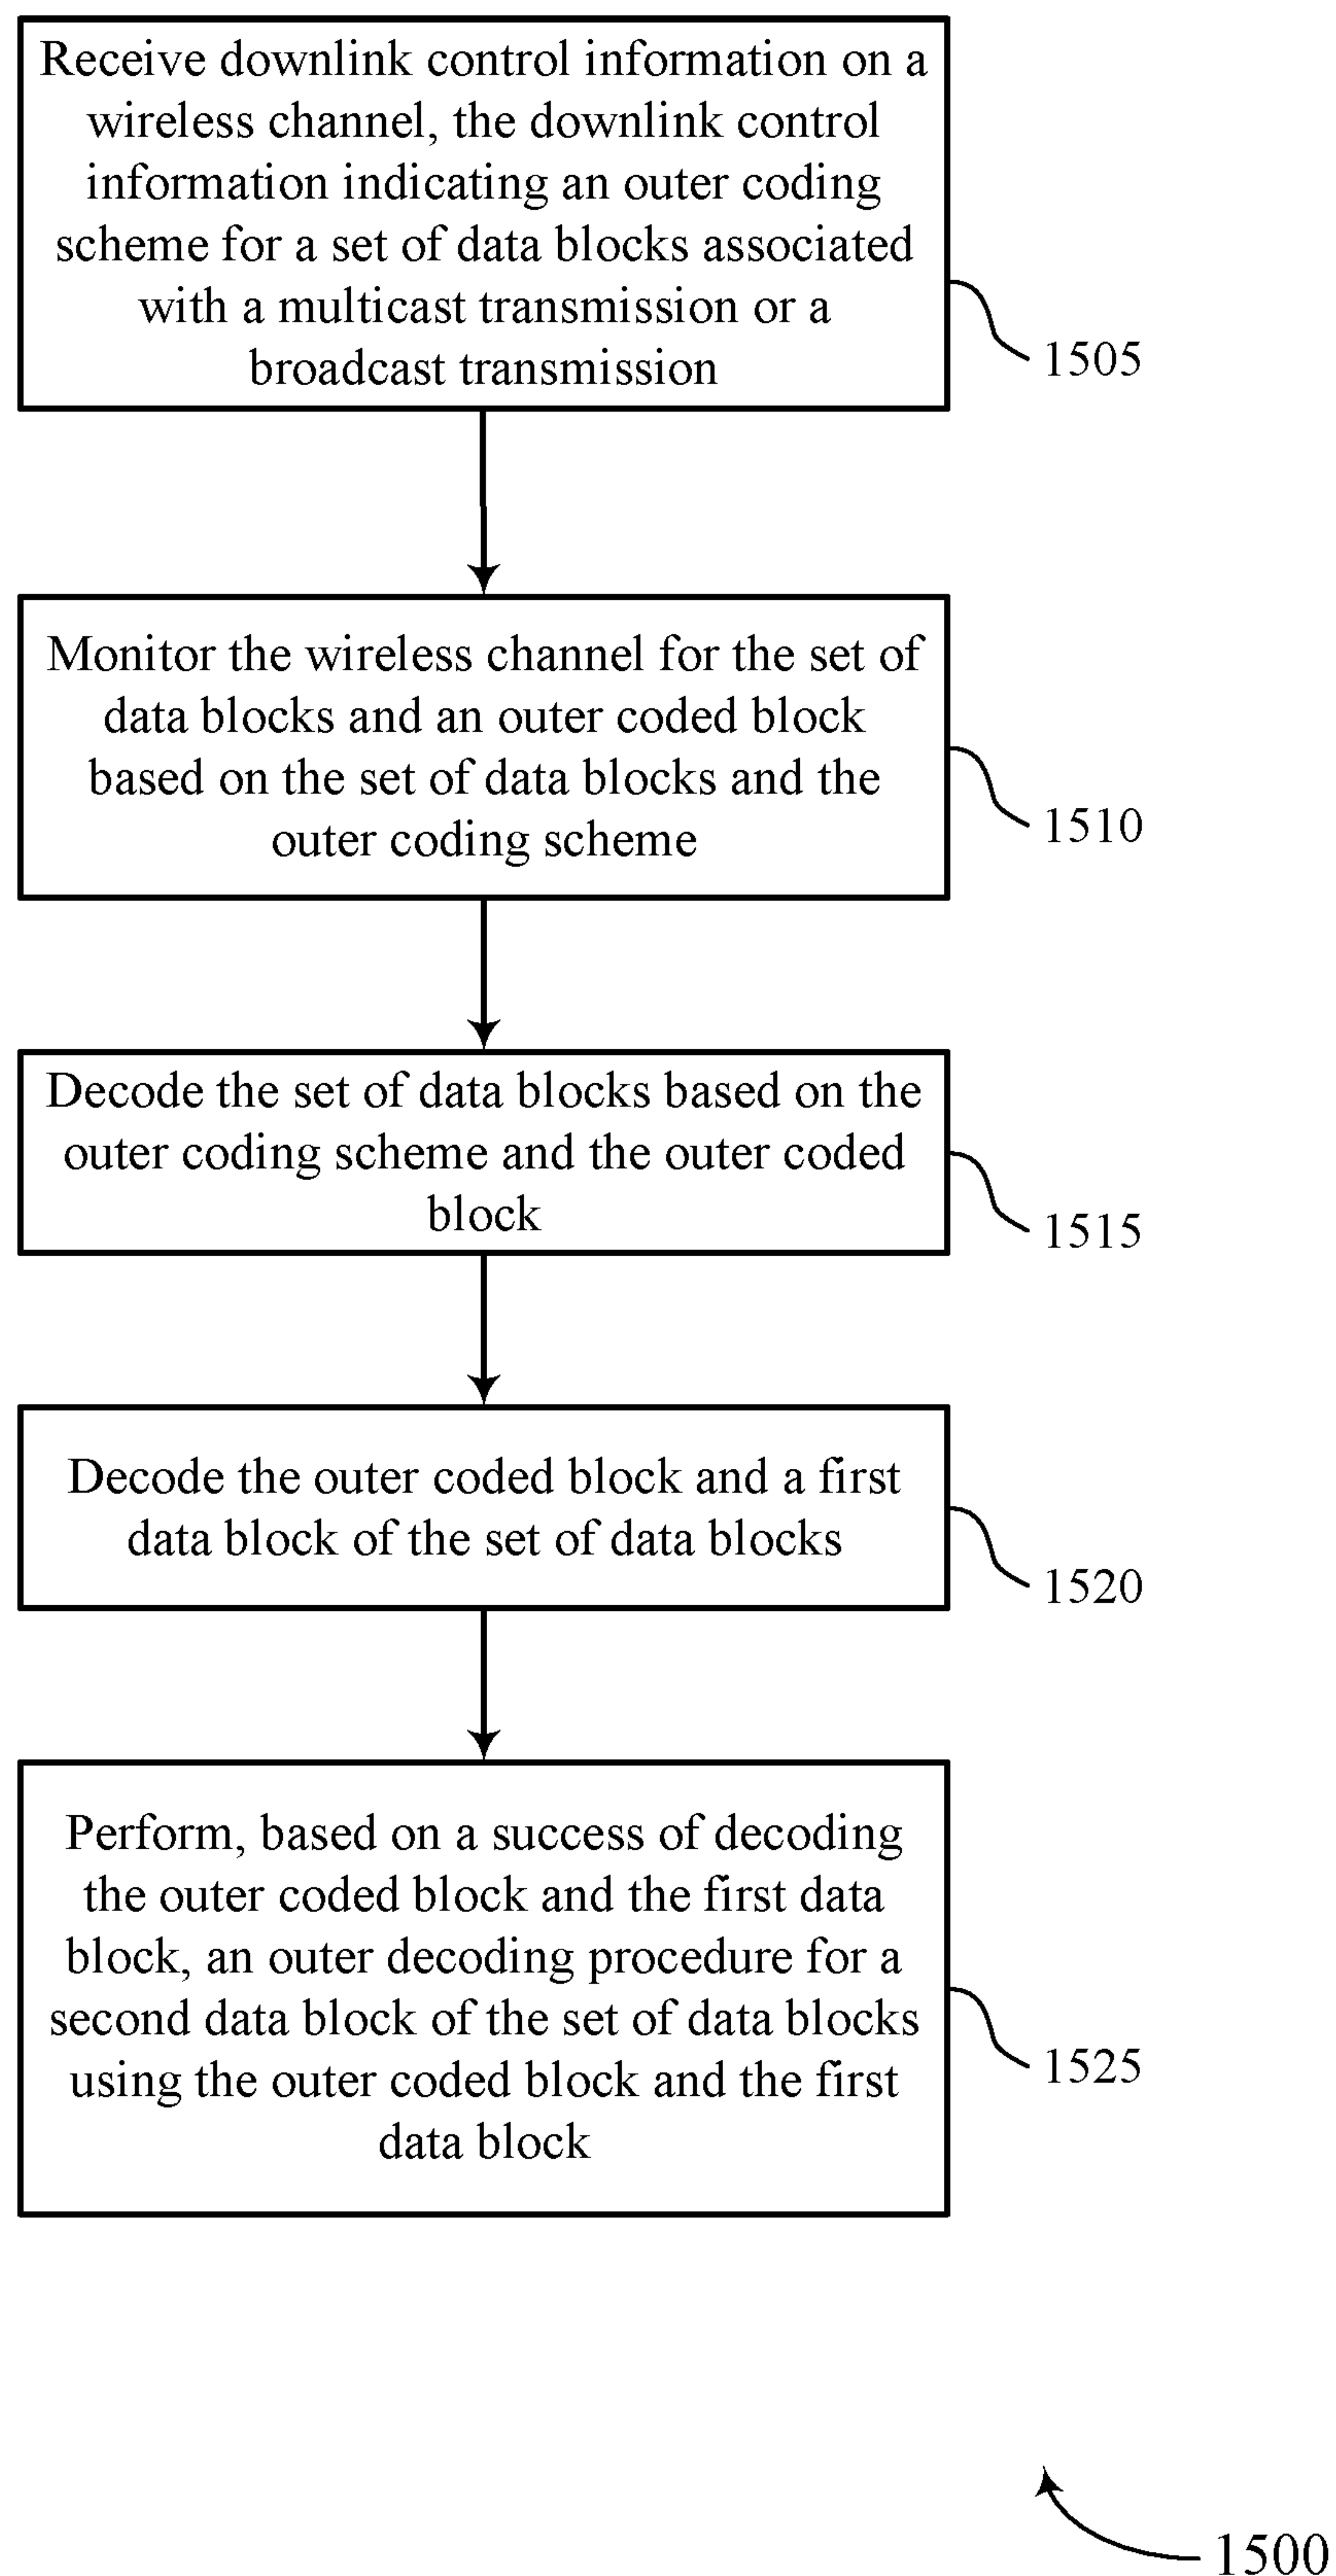 Receive downlink control information on a
wireless channel, the downlink control
information indicating an outer coding
scheme for a set of data blocks associated
with a multicast transmission or a
broadcast transmission
1505
Monitor the wireless channel for the set of
data blocks and an outer coded block
based on the set of data blocks and the
outer coding scheme
1510
Decode the set of data blocks based on the
outer coding scheme and the outer coded
block
1515
Decode the outer coded block and a first
data block of the set of data blocks
1520
Perform, based on a success of decoding
the outer coded block and the first data
block, an outer decoding procedure for a
second data block of the set of data blocks
using the outer coded block and the first
data block
1525
1500